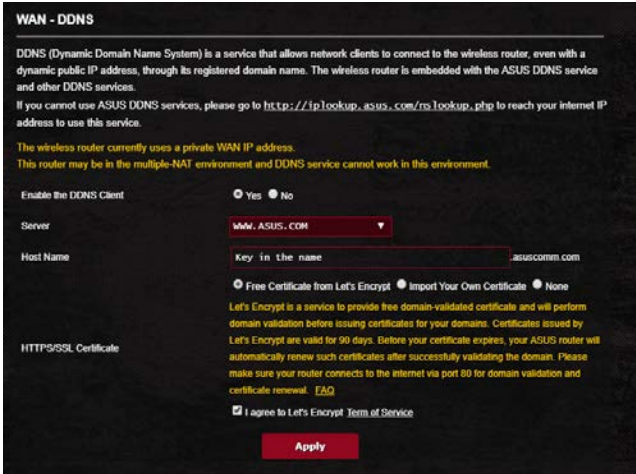 WAN - DDNS
DDNS (Dynamic Domain Name System) is a service that allows network clients to connect to the wireless router, even with a
dynamic public IP address, through its registered domain name. The wireless router is embedded with the ASUS DDNS service
and other DDNS services.
If you cannot use ASUS DDNS services, please go to http://iplookup.asus.com/nslookup.php to reach your internet IP
address to use this service.
The wireless router currently uses a private WAN IP address.
This router may be in the multiple-NAT environment and DDNS service cannot work in this environment.
Enable the DDNS Client Yes No
Server WWW.ASUS.COM
Host Name Key in the name .asuscomm.com
Free Certificate from Let's Encrypt Import Your Own Certificate None
Let's Encrypt is a service to provide free domain-validated certificate and will perform
domain validation before issuing certificates for your domains. Certificates issued by
Let's Encrypt are valid for 90 days. Before your certificate expires, your ASUS router will
HTTPS/SSL Certificate
automatically renew such certificates after successfully validating the domain. Please
make sure your router connects to the internet via port 80 for domain validation and
certificate renewal. FAQ
I agree to Let's Encrypt Term of Service
Apply